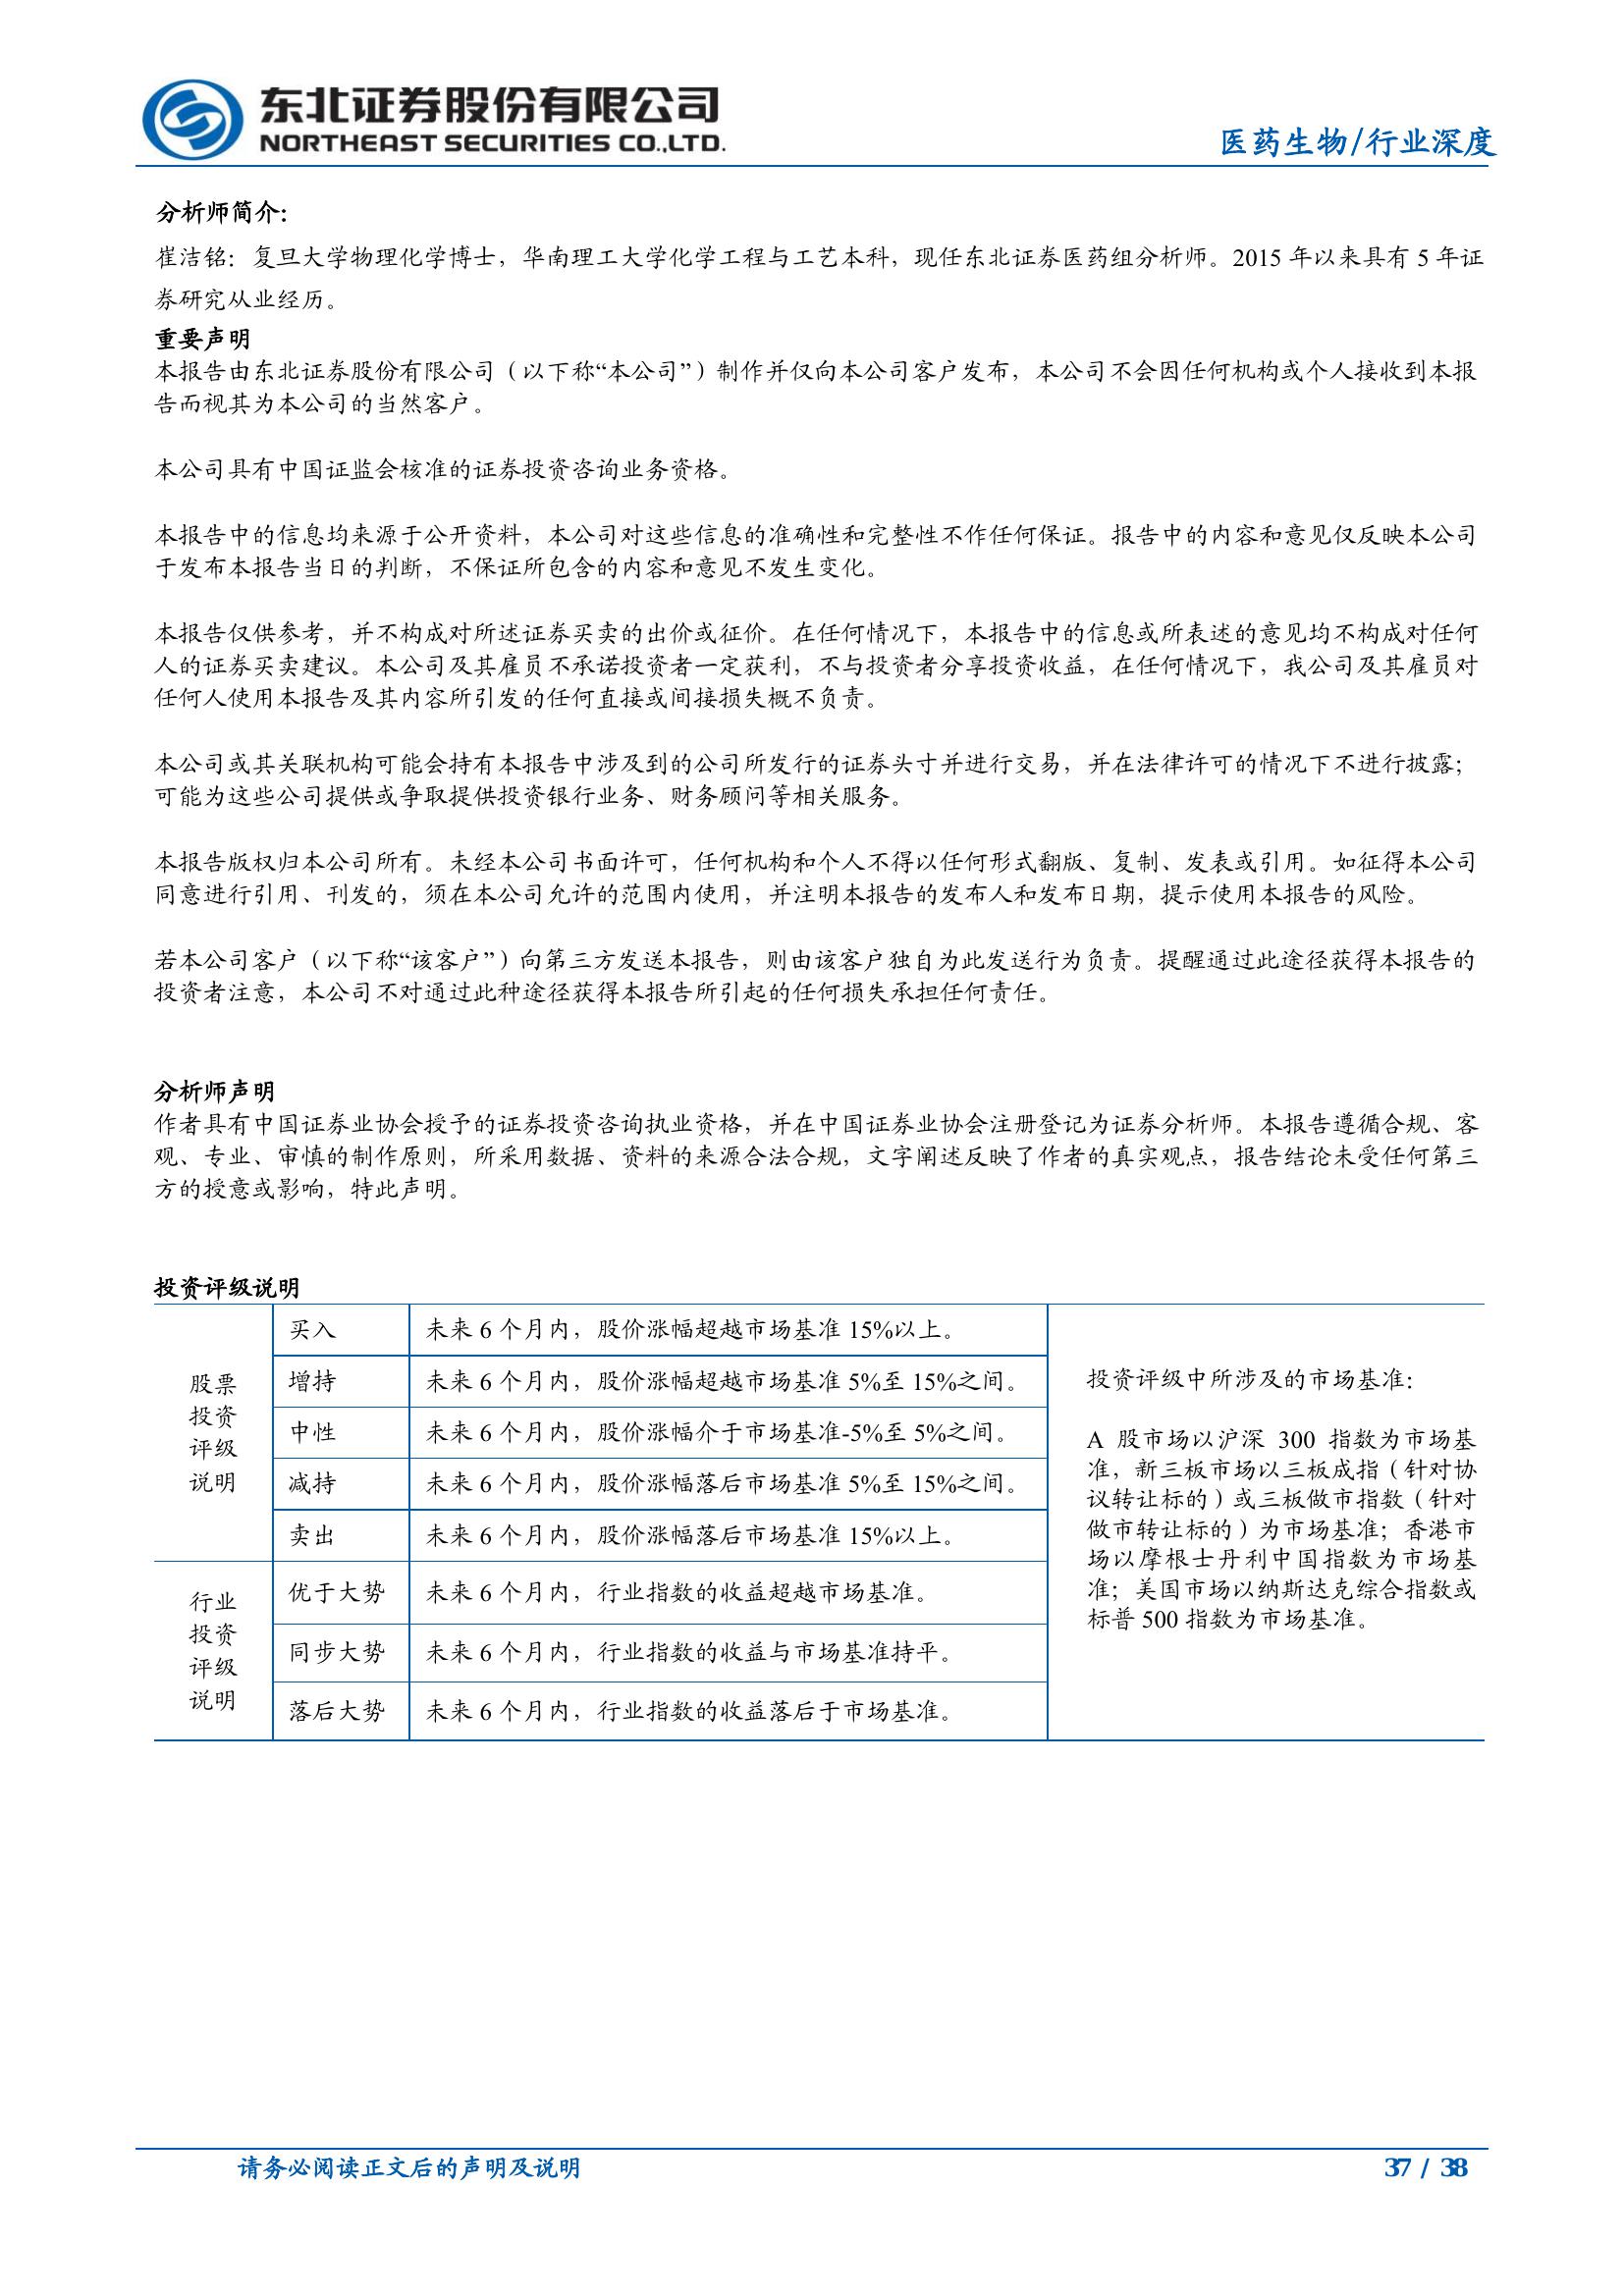 东北证券股份有限公司
NORTHEAST SECURITIES CO.,LTD.
医药生物/行业深度
分析师简介：
崔洁铭：复旦大学物理化学博士，华南理工大学化学工程与工艺本科，现任东北证券医药组分析师。2015 年以来具有 5 年证
券研究从业经历。
重要声明
本报告由东北证券股份有限公司（以下称“本公司”）制作并仅向本公司客户发布，本公司不会因任何机构或个人接收到本报
告而视其为本公司的当然客户。
本公司具有中国证监会核准的证券投资咨询业务资格。
本报告中的信息均来源于公开资料，本公司对这些信息的准确性和完整性不作任何保证。报告中的内容和意见仅反映本公司
于发布本报告当日的判断，不保证所包含的内容和意见不发生变化。
本报告仅供参考，并不构成对所述证券买卖的出价或征价。在任何情况下，本报告中的信息或所表述的意见均不构成对任何
人的证券买卖建议。本公司及其雇员不承诺投资者一定获利，不与投资者分享投资收益，在任何情况下，我公司及其雇员对
任何人使用本报告及其内容所引发的任何直接或间接损失概不负责。
本公司或其关联机构可能会持有本报告中涉及到的公司所发行的证券头寸并进行交易，并在法律许可的情况下不进行披露；
可能为这些公司提供或争取提供投资银行业务、财务顾问等相关服务。
本报告版权归本公司所有。未经本公司书面许可，任何机构和个人不得以任何形式翻版、复制、发表或引用。如征得本公司
同意进行引用、刊发的，须在本公司允许的范围内使用，并注明本报告的发布人和发布日期，提示使用本报告的风险。
若本公司客户（以下称“该客户”）向第三方发送本报告，则由该客户独自为此发送行为负责。提醒通过此途径获得本报告的
投资者注意，本公司不对通过此种途径获得本报告所引起的任何损失承担任何责任。
分析师声明
作者具有中国证券业协会授予的证券投资咨询执业资格，并在中国证券业协会注册登记为证券分析师。本报告遵循合规、客
观、专业、审慎的制作原则，所采用数据、资料的来源合法合规，文字阐述反映了作者的真实观点，报告结论未受任何第三
方的授意或影响，特此声明。
投资评级说明
股票
投资
评级
说明
买入 未来 6 个月内，股价涨幅超越市场基准 15%以上。
增持 未来 6 个月内，股价涨幅超越市场基准 5%至 15%之间。
中性 未来 6 个月内，股价涨幅介于市场基准-5%至 5%之间。
减持 未来 6 个月内，股价涨幅落后市场基准 5%至 15%之间。
卖出 未来 6 个月内，股价涨幅落后市场基准 15%以上。
行业
投资
评级
说明
优于大势 未来 6 个月内，行业指数的收益超越市场基准。
同步大势 未来 6 个月内，行业指数的收益与市场基准持平。
落后大势 未来 6 个月内，行业指数的收益落后于市场基准。
投资评级中所涉及的市场基准：
A 股市场以沪深 300 指数为市场基
准，新三板市场以三板成指（针对协
议转让标的）或三板做市指数（针对
做市转让标的）为市场基准；香港市
场以摩根士丹利中国指数为市场基
准；美国市场以纳斯达克综合指数或
标普 500 指数为市场基准。
请务必阅读正文后的声明及说明
37 / 38